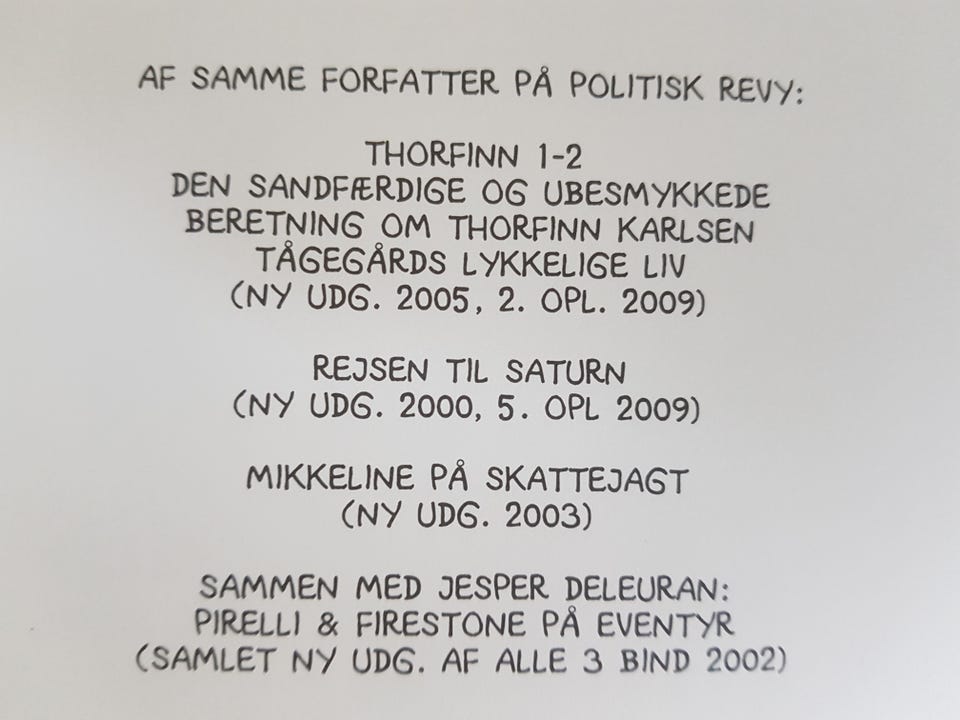 AF SAMME FORFATTER PÅ POLITISK REVY:
THORFINN 1-2
DEN SANDFÆRDIGE OG UBESMYKKEDE
BERETNING OM THORFINN KARLSEN
TÅGEGÅRDS LYKKELIGE LIV
(NY UDG. 2005, 2. OPL. 2009)
REJSEN TIL SATURN
(NY UDG. 2000, 5. OPL 2009)
MIKKELINE PÅ SKATTEJAGT
(NY UDG. 2003)
SAMMEN MED JESPER DELEURAN:
PIRELLI & FIRESTONE PÅ EVENTYR
(SAMLET NY UDG. AF ALLE 3 BIND 2002)